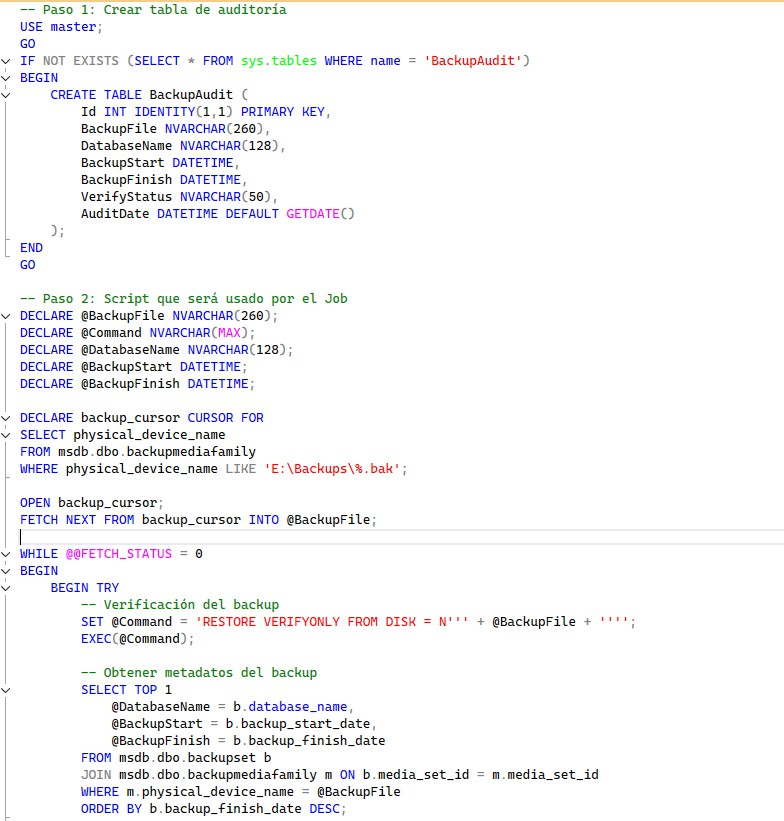 -- Paso 1: Crear tabla de auditoría
USE master;
GO
IF NOT EXISTS (SELECT * FROM sys.tables WHERE name = 'BackupAudit')
BEGIN
    CREATE TABLE BackupAudit (
        Id INT IDENTITY(1,1) PRIMARY KEY,
        BackupFile NVARCHAR(260),
        DatabaseName NVARCHAR(128),
        BackupStart DATETIME,
        BackupFinish DATETIME,
        VerifyStatus NVARCHAR(50),
        AuditDate DATETIME DEFAULT GETDATE()
    );
END
GO
-- Paso 2: Script que será usado por el Job
DECLARE @BackupFile NVARCHAR(260);
DECLARE @Command NVARCHAR(MAX);
DECLARE @DatabaseName NVARCHAR(128);
DECLARE @BackupStart DATETIME;
DECLARE @BackupFinish DATETIME;
DECLARE backup_cursor CURSOR FOR
SELECT physical_device_name
FROM msdb.dbo.backupmediafamily
WHERE physical_device_name LIKE 'E:\Backups\%.bak';
OPEN backup_cursor;
FETCH NEXT FROM backup_cursor INTO @BackupFile;
WHILE @@FETCH_STATUS = 0
BEGIN
    BEGIN TRY
        -- Verificación del backup
        SET @Command = 'RESTORE VERIFYONLY FROM DISK = N''' + @BackupFile + '''';
        EXEC(@Command);
        -- Obtener metadatos del backup
        SELECT TOP 1
            @DatabaseName = b.database_name,
            @BackupStart = b.backup_start_date,
            @BackupFinish = b.backup_finish_date
        FROM msdb.dbo.backupset b
        JOIN msdb.dbo.backupmediafamily m ON b.media_set_id = m.media_set_id
        WHERE m.physical_device_name = @BackupFile
        ORDER BY b.backup_finish_date DESC;